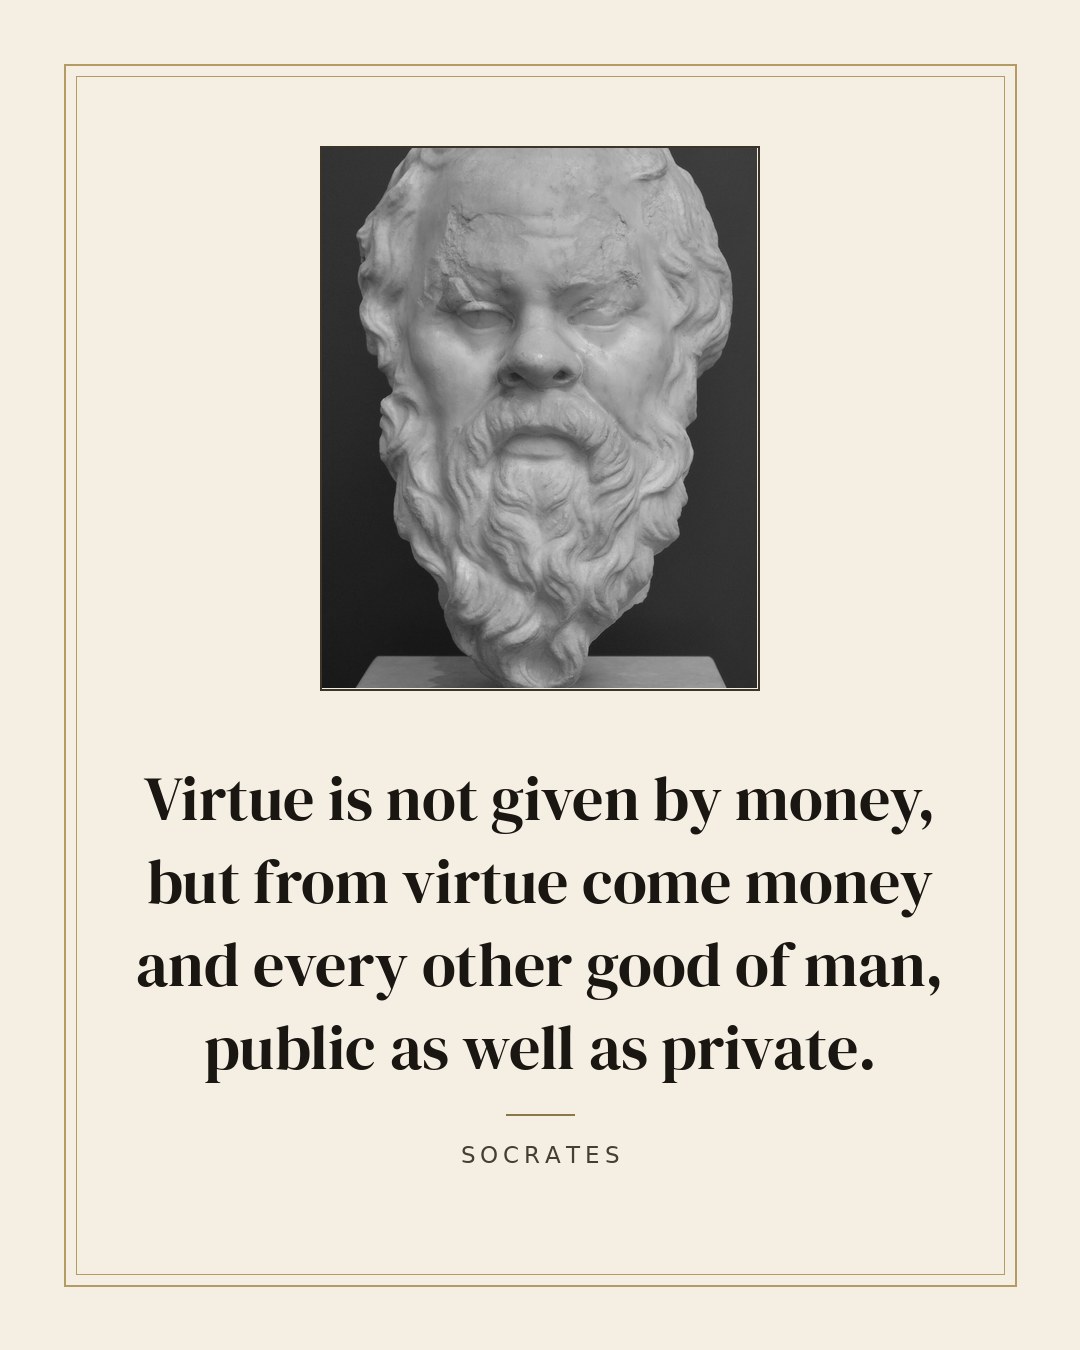 Virtue is not given by money,
but from virtue come money
and every other good of man,
public as well as private.
SOCRATES